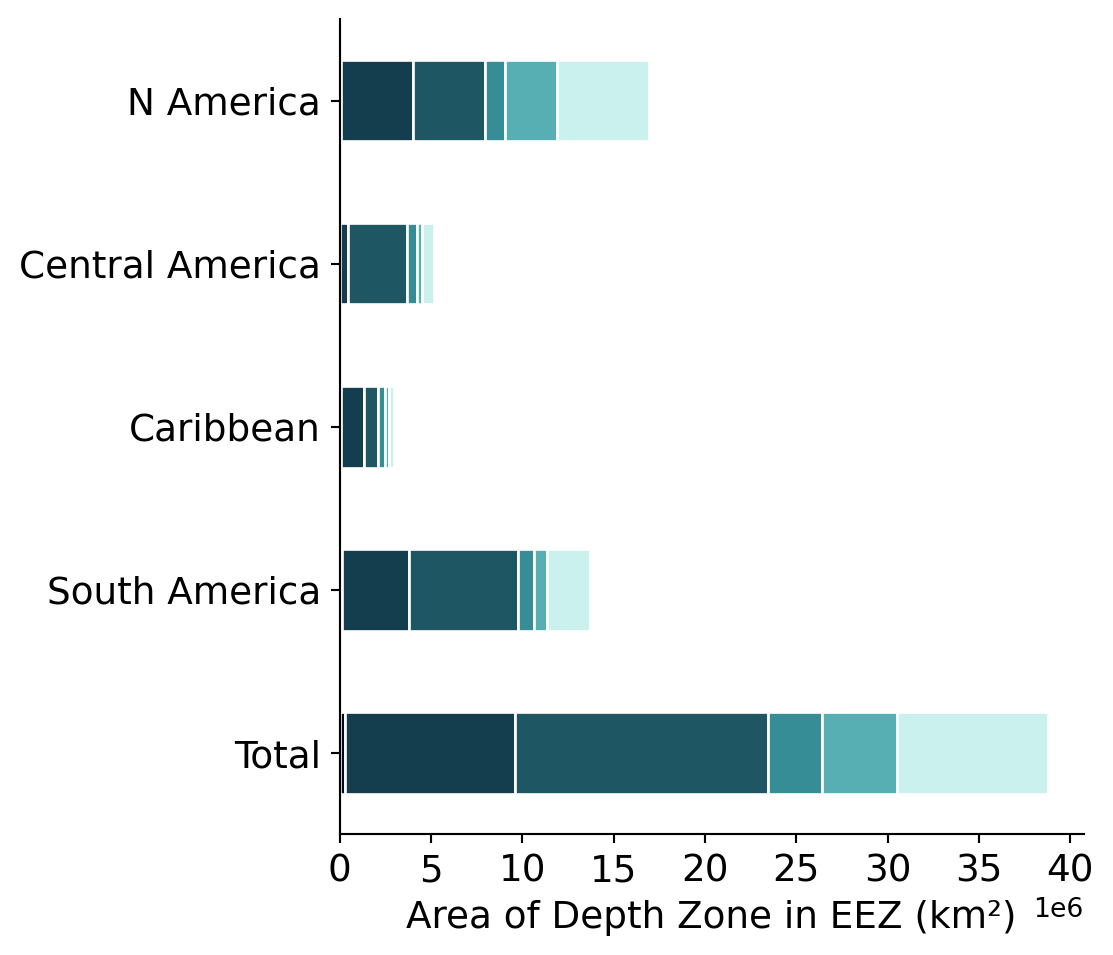 N America
Central America
Caribbean
South America
Total
0 5 10 15 20 25 30 35 40
Area of Depth Zone in EEZ (km²) 1e6